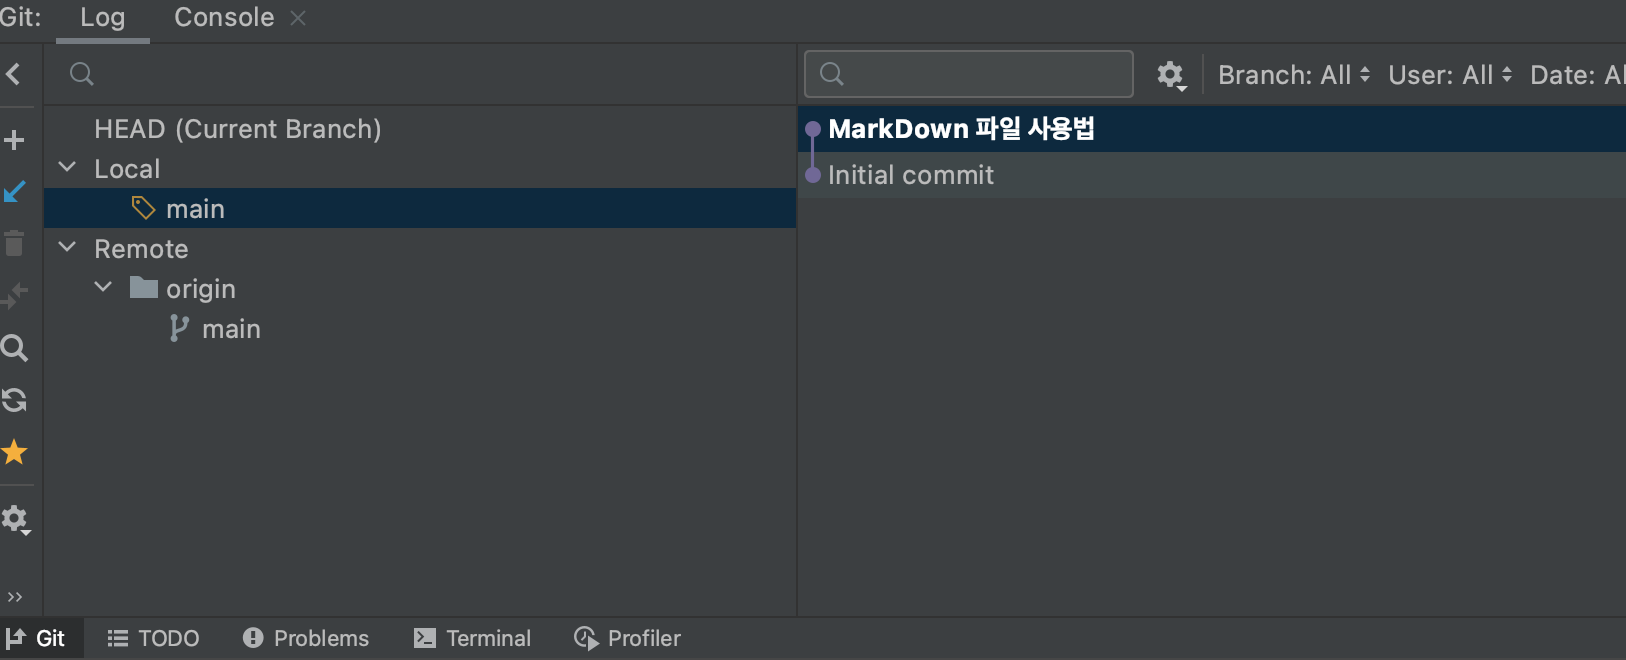 Git: Log Console
Branch: All User: All Date: Al
HEAD (Current Branch)
Local
main
Remote
origin
main
MarkDown 파일 사용법
Initial commit
Git TODO Problems Terminal Profiler